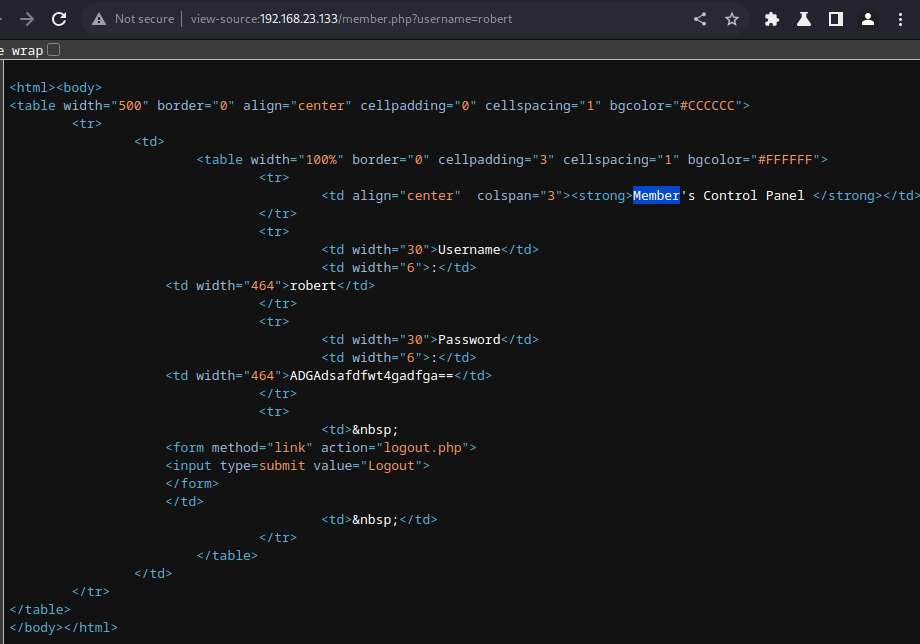 Not secure | view-source:192.168.23.133/member.php?username=robert
e wrap
<html><body>
<table width="500" border="0" align="center" cellpadding="0" cellspacing="1" bgcolor="#CCCCCC">
<tr>
<td>
<table width="100%" border="0" cellpadding="3" cellspacing="1" bgcolor="#FFFFFF">
<tr>
<td align="center"  colspan="3"><strong>Member's Control Panel </strong></td>
</tr>
<tr>
<td width="30">Username</td>
<td width="6">:</td>
<td width="464">robert</td>
</tr>
<tr>
<td width="30">Password</td>
<td width="6">:</td>
<td width="464">ADGAdsafdfwt4gadfga==</td>
</tr>
<tr>
<td>&nbsp;
<form method="link" action="logout.php">
<input type=submit value="Logout">
</form>
</td>
<td>&nbsp;</td>
</tr>
</table>
</td>
</tr>
</table>
</body></html>